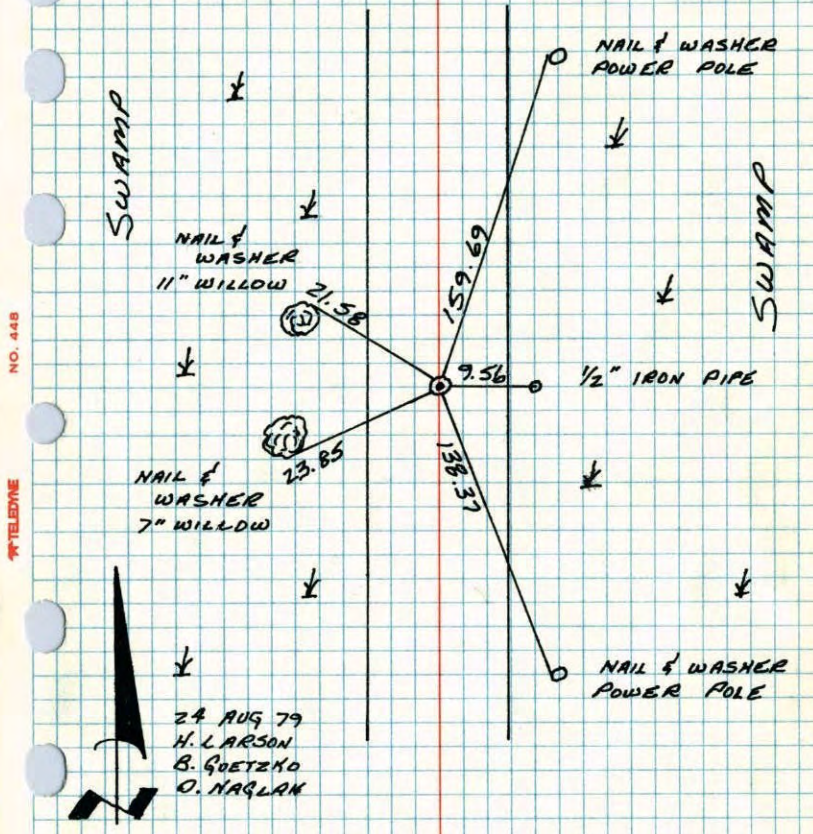 NAIL & WASHER
POWER POLE
SWAMP
SWAMP
NAIL &
WASHER
11" WILLOW
21.58
159.69
9.56
1/2" IRON PIPE
NO. 448
23.85
138.37
NAIL &
WASHER
7" WILLOW
TELEDYNE
NAIL & WASHER
POWER POLE
24 AUG 79
H. LARSON
B. GOETZKO
D. NAGLAK
N